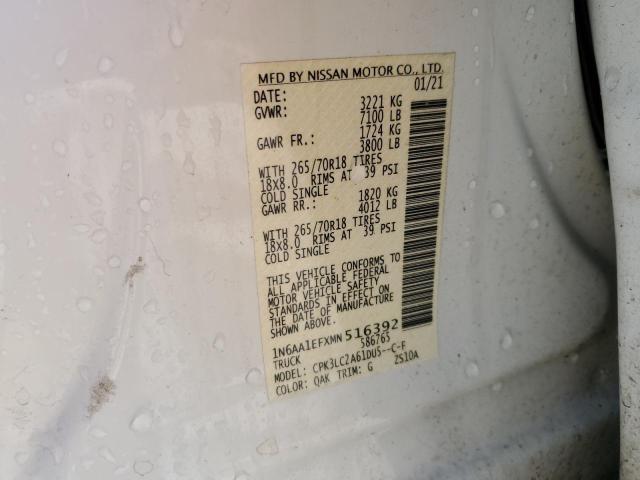 MFD BY NISSAN MOTOR CO., LTD.
DATE: 01/21
GVWR: 3221 KG
7100 LB
GAWR FR.: 1724 KG
3800 LB
WITH 265/70R18 TIRES
18X8.0 RIMS AT 39 PSI
COLD SINGLE
GAWR RR.: 1820 KG
4012 LB
WITH 265/70R18 TIRES
18X8.0 RIMS AT 39 PSI
COLD SINGLE
THIS VEHICLE CONFORMS TO
ALL APPLICABLE FEDERAL
MOTOR VEHICLE SAFETY
STANDARDS IN EFFECT ON
THE DATE OF MANUFACTURE
SHOWN ABOVE.
1N6AA1EFXMN516392
TRUCK 586765
MODEL: CPK3LC2A61DUS--C-F
COLOR: QAK TRIM: G ZS10A